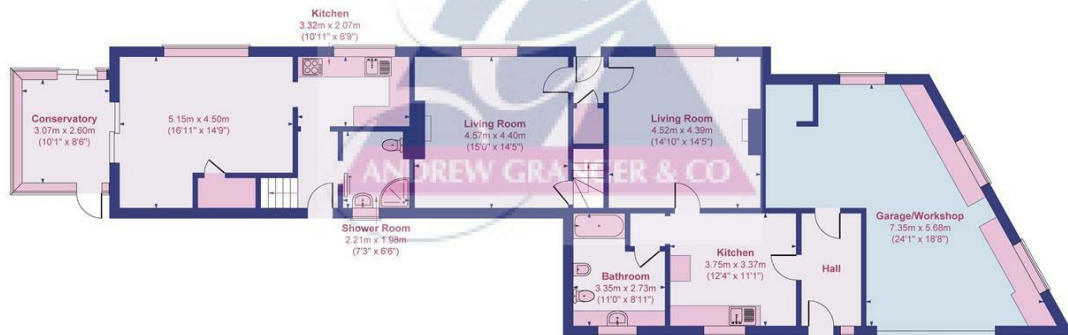 Kitchen
3.32m x 2.07m
(10'11" x 6'9")
Conservatory
3.07m x 2.60m
(10'1" x 8'6")
5.15m x 4.50m
(16'11" x 14'9")
Living Room
4.57m x 4.40m
(15'0" x 14'5")
Living Room
4.52m x 4.39m
(14'10" x 14'5")
ANDREW GRANGER & CO
Shower Room
2.21m x 1.98m
(7'3" x 6'6")
Bathroom
3.35m x 2.73m
(11'0" x 8'11")
Kitchen
3.75m x 3.37m
(12'4" x 11'1")
Hall
Garage/Workshop
7.35m x 5.68m
(24'1" x 18'8")